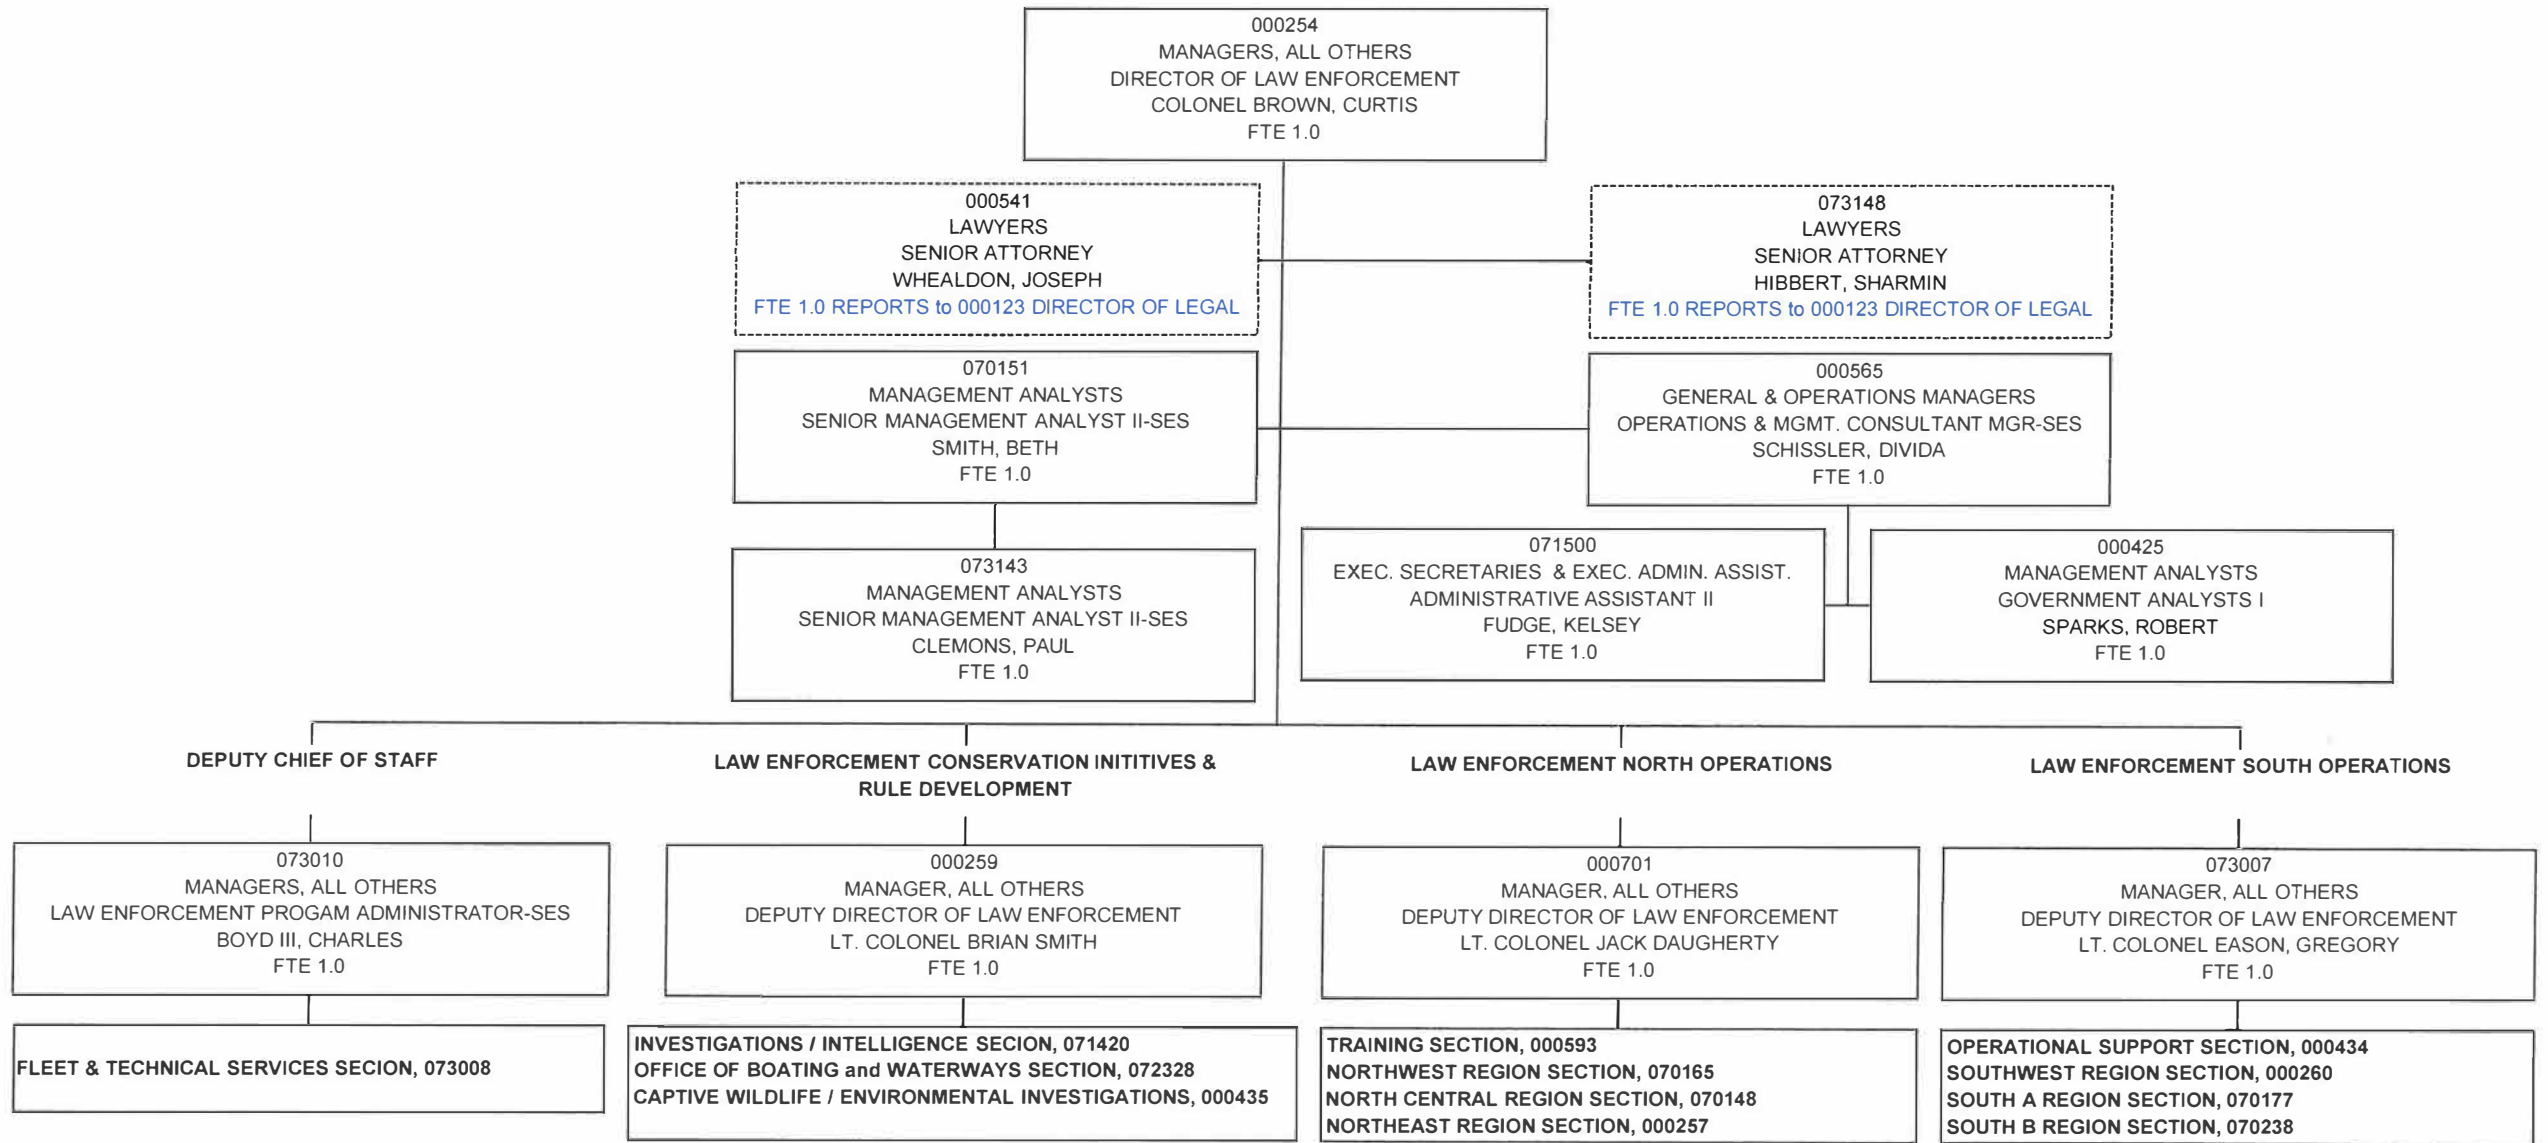 000254
MANAGERS, ALL OTHERS
DIRECTOR OF LAW ENFORCEMENT
COLONEL BROWN, CURTIS
FTE 1.0
000541
LAWYERS
SENIOR ATTORNEY
WHEALDON, JOSEPH
FTE 1.0 REPORTS to 000123 DIRECTOR OF LEGAL
073148
LAWYERS
SENIOR ATTORNEY
HIBBERT, SHARMIN
FTE 1.0 REPORTS to 000123 DIRECTOR OF LEGAL
070151
MANAGEMENT ANALYSTS
SENIOR MANAGEMENT ANALYST II-SES
SMITH, BETH
FTE 1.0
000565
GENERAL & OPERATIONS MANAGERS
OPERATIONS & MGMT. CONSULTANT MGR-SES
SCHISSLER, DIVIDA
FTE 1.0
073143
MANAGEMENT ANALYSTS
SENIOR MANAGEMENT ANALYST II-SES
CLEMONS, PAUL
FTE 1.0
071500
EXEC. SECRETARIES & EXEC. ADMIN. ASSIST.
ADMINISTRATIVE ASSISTANT II
FUDGE, KELSEY
FTE 1.0
000425
MANAGEMENT ANALYSTS
GOVERNMENT ANALYSTS I
SPARKS, ROBERT
FTE 1.0
DEPUTY CHIEF OF STAFF
LAW ENFORCEMENT CONSERVATION INITITIVES &
RULE DEVELOPMENT
LAW ENFORCEMENT NORTH OPERATIONS
LAW ENFORCEMENT SOUTH OPERATIONS
073010
MANAGERS, ALL OTHERS
LAW ENFORCEMENT PROGAM ADMINISTRATOR-SES
BOYD III, CHARLES
FTE 1.0
000259
MANAGER, ALL OTHERS
DEPUTY DIRECTOR OF LAW ENFORCEMENT
LT. COLONEL BRIAN SMITH
FTE 1.0
000701
MANAGER, ALL OTHERS
DEPUTY DIRECTOR OF LAW ENFORCEMENT
LT. COLONEL JACK DAUGHERTY
FTE 1.0
073007
MANAGER, ALL OTHERS
DEPUTY DIRECTOR OF LAW ENFORCEMENT
LT. COLONEL EASON, GREGORY
FTE 1.0
FLEET & TECHNICAL SERVICES SECION, 073008
INVESTIGATIONS / INTELLIGENCE SECION, 071420
OFFICE OF BOATING and WATERWAYS SECTION, 072328
CAPTIVE WILDLIFE / ENVIRONMENTAL INVESTIGATIONS, 000435
TRAINING SECTION, 000593
NORTHWEST REGION SECTION, 070165
NORTH CENTRAL REGION SECTION, 070148
NORTHEAST REGION SECTION, 000257
OPERATIONAL SUPPORT SECTION, 000434
SOUTHWEST REGION SECTION, 000260
SOUTH A REGION SECTION, 070177
SOUTH B REGION SECTION, 070238